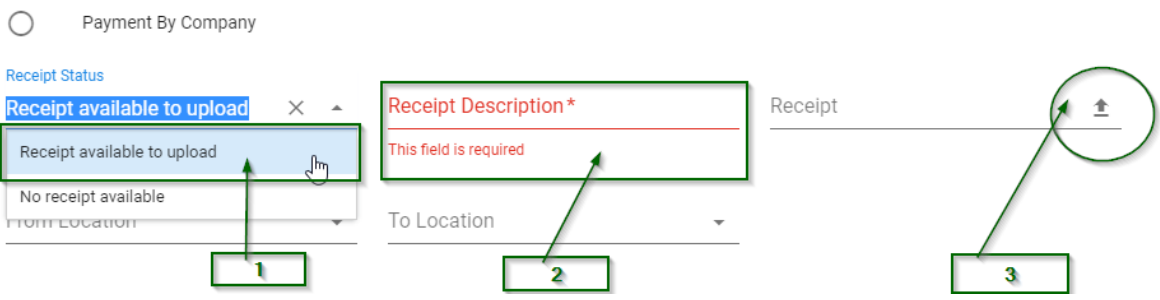 Payment By Company
Receipt Status
Receipt available to upload
Receipt Description*
Receipt
Receipt available to upload
This field is required
No receipt available
From Location
To Location
1
2
3